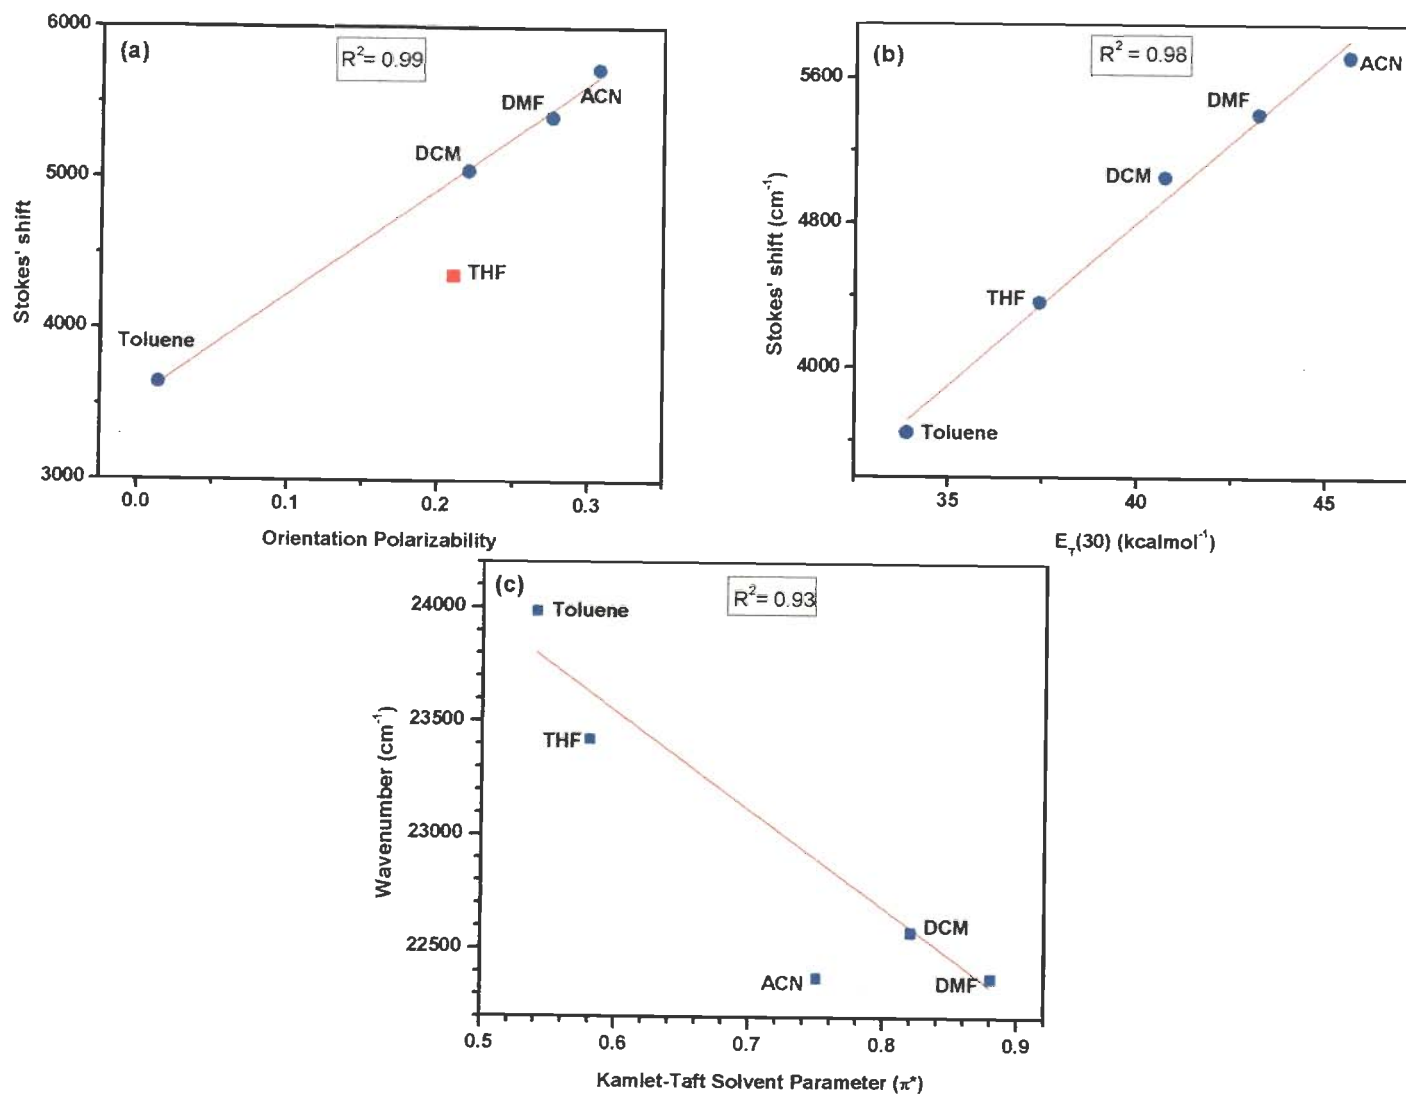 (a)
R²= 0.99
6000
5000
4000
3000
Stokes' shift
Toluene
THF
DCM
DMF
ACN
0.0 0.1 0.2 0.3
Orientation Polarizability
(b)
R²= 0.98
5600
4800
4000
Stokes' shift (cm⁻¹)
Toluene
THF
DCM
DMF
ACN
35 40 45
E_T(30) (kcalmol⁻¹)
(c)
R²= 0.93
24000
23500
23000
22500
Wavenumber (cm⁻¹)
Toluene
THF
ACN
DCM
DMF
0.5 0.6 0.7 0.8 0.9
Kamlet-Taft Solvent Parameter (π*)